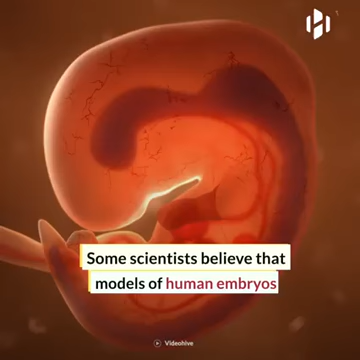 Some scientists believe that
models of human embryos
Videohive